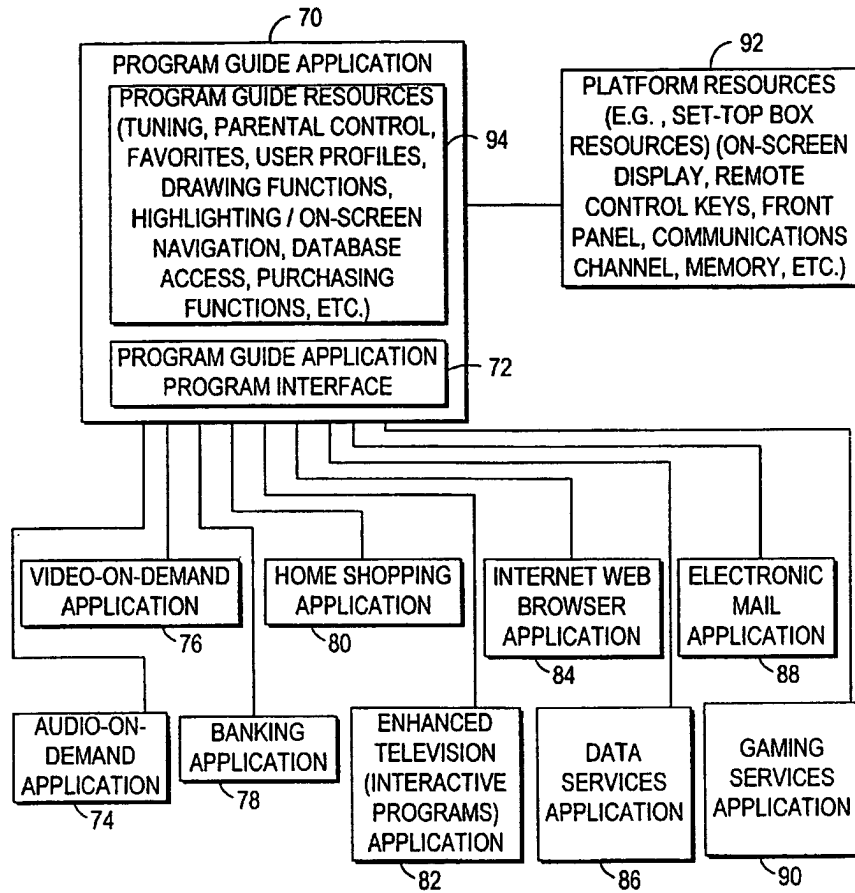 70
PROGRAM GUIDE APPLICATION
PROGRAM GUIDE RESOURCES
(TUNING, PARENTAL CONTROL,
FAVORITES, USER PROFILES,
DRAWING FUNCTIONS,
HIGHLIGHTING / ON-SCREEN
NAVIGATION, DATABASE
ACCESS, PURCHASING
FUNCTIONS, ETC.)
94
PROGRAM GUIDE APPLICATION
PROGRAM INTERFACE
72
92
PLATFORM RESOURCES
(E.G. , SET-TOP BOX
RESOURCES) (ON-SCREEN
DISPLAY, REMOTE
CONTROL KEYS, FRONT
PANEL, COMMUNICATIONS
CHANNEL, MEMORY, ETC.)
VIDEO-ON-DEMAND
APPLICATION
76
HOME SHOPPING
APPLICATION
80
INTERNET WEB
BROWSER
APPLICATION
84
ELECTRONIC
MAIL
APPLICATION
88
AUDIO-ON-
DEMAND
APPLICATION
74
BANKING
APPLICATION
78
ENHANCED
TELEVISION
(INTERACTIVE
PROGRAMS)
APPLICATION
82
DATA
SERVICES
APPLICATION
86
GAMING
SERVICES
APPLICATION
90